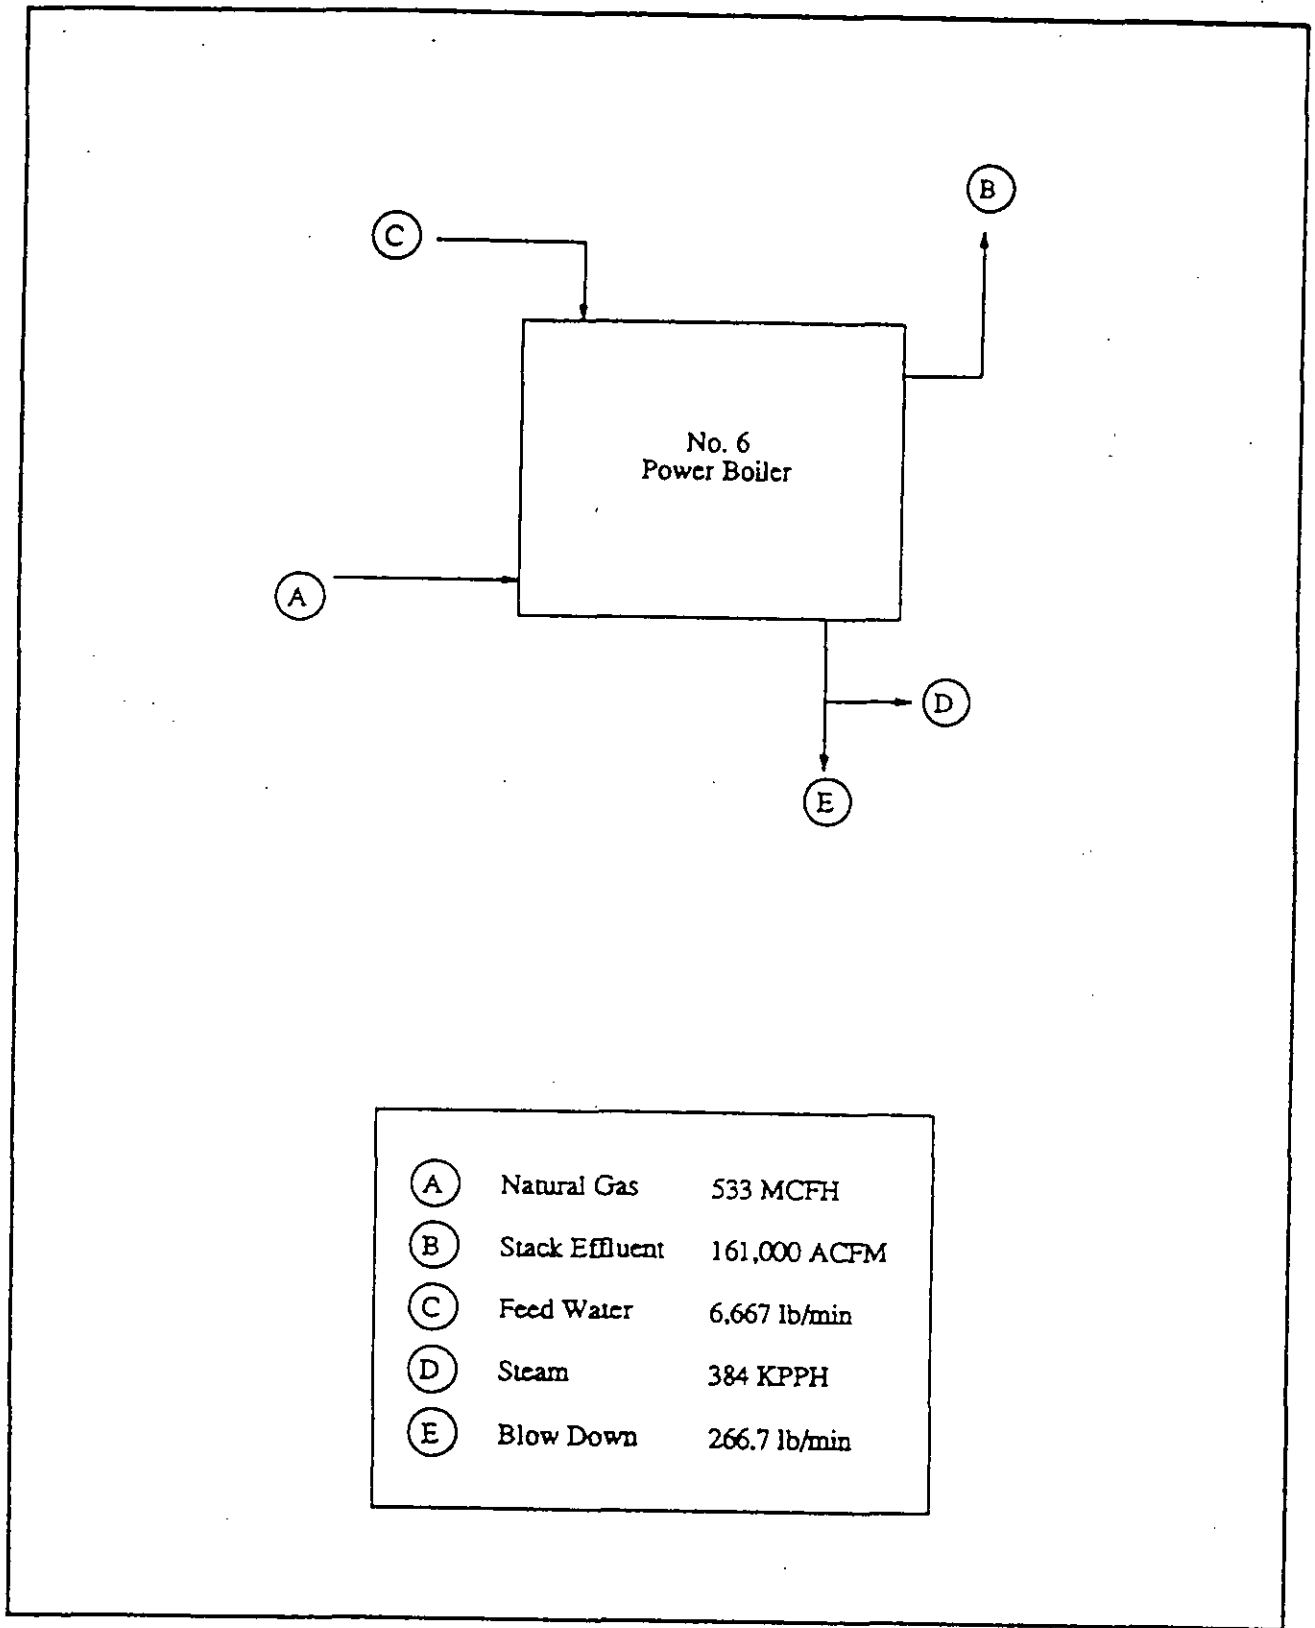 B
C
No. 6
Power Boiler
A
D
E
A Natural Gas 533 MCFH
B Stack Effluent 161,000 ACFM
C Feed Water 6,667 lb/min
D Steam 384 KPPH
E Blow Down 266.7 lb/min